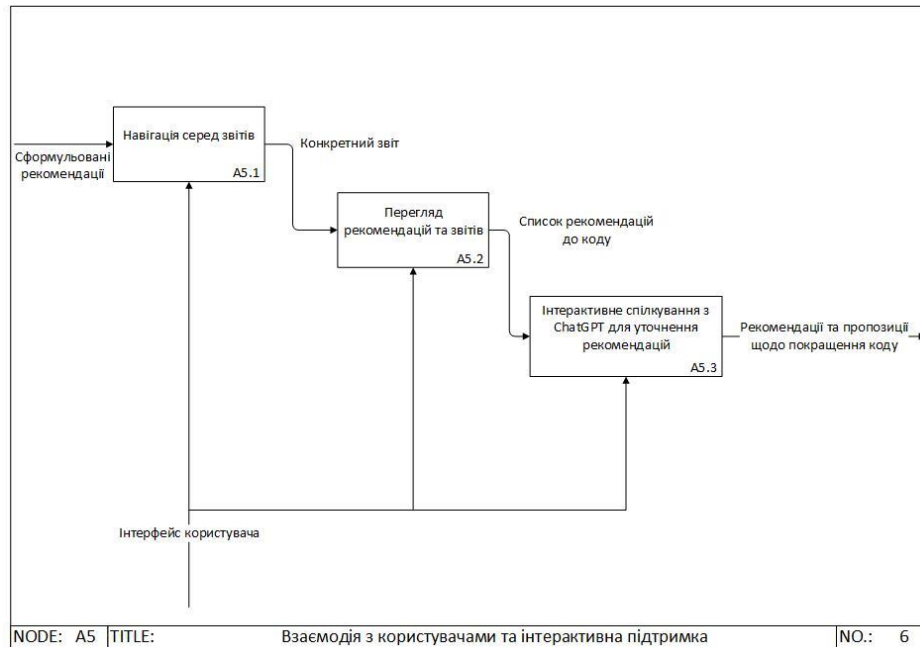 Навігація серед звітів
A5.1
Сформульовані
рекомендації
Конкретний звіт
Перегляд
рекомендацій та звітів
A5.2
Список рекомендацій
до коду
Інтерактивне спілкування з
ChatGPT для уточнення
рекомендацій
A5.3
Рекомендації та пропозиції
щодо покращення коду
Інтерфейс користувача
NODE: A5 TITLE: Взаємодія з користувачами та інтерактивна підтримка NO.: 6